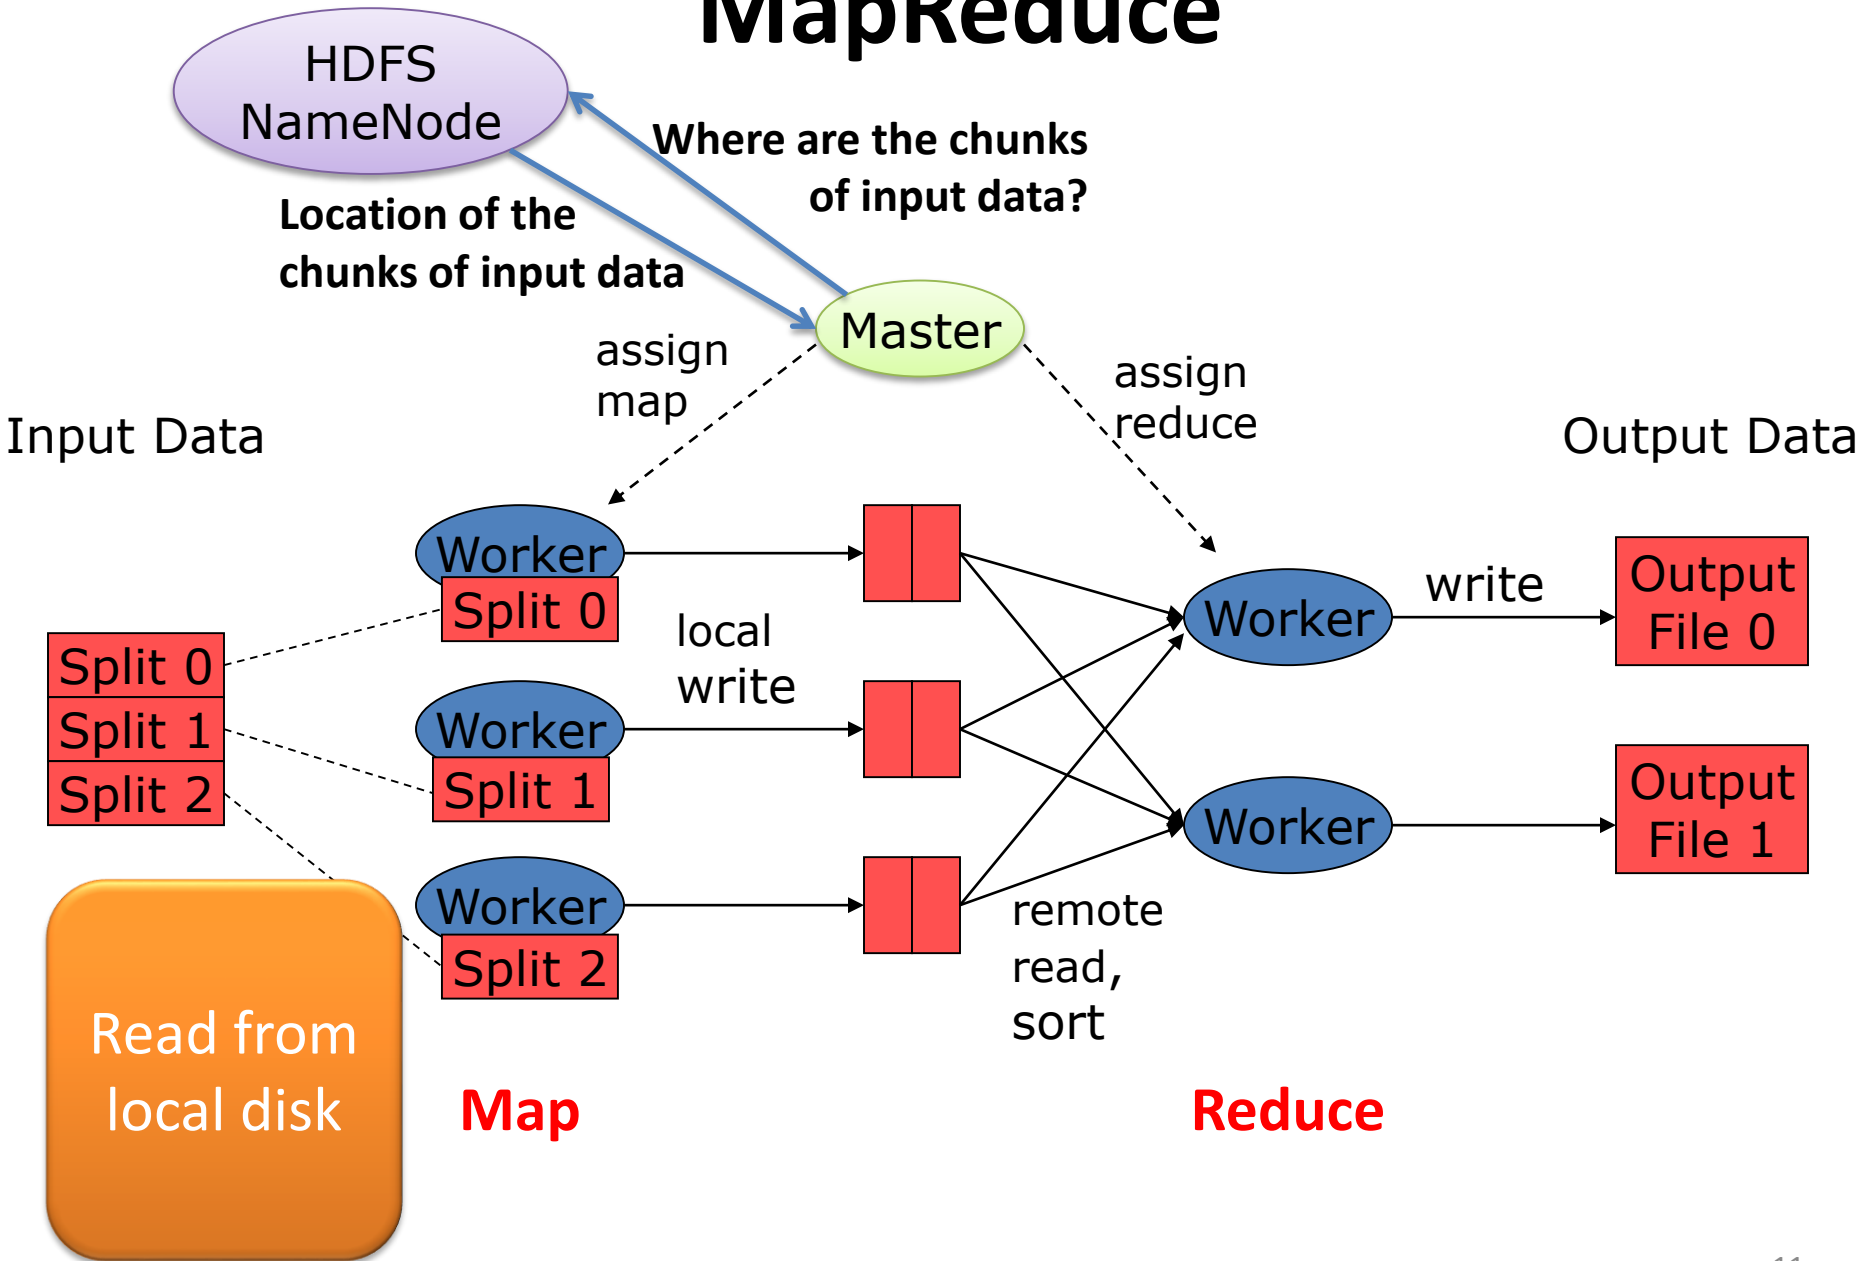 MapReduce
HDFS
NameNode
Where are the chunks
of input data?
Location of the
chunks of input data
Master
assign
map
assign
reduce
Input Data
Output Data
Worker
Split 0
Split 0
Split 1
Split 2
local
write
Worker
Split 1
Worker
Split 2
Worker
write
Output
File 0
Worker
Output
File 1
remote
read,
sort
Read from
local disk
Map
Reduce